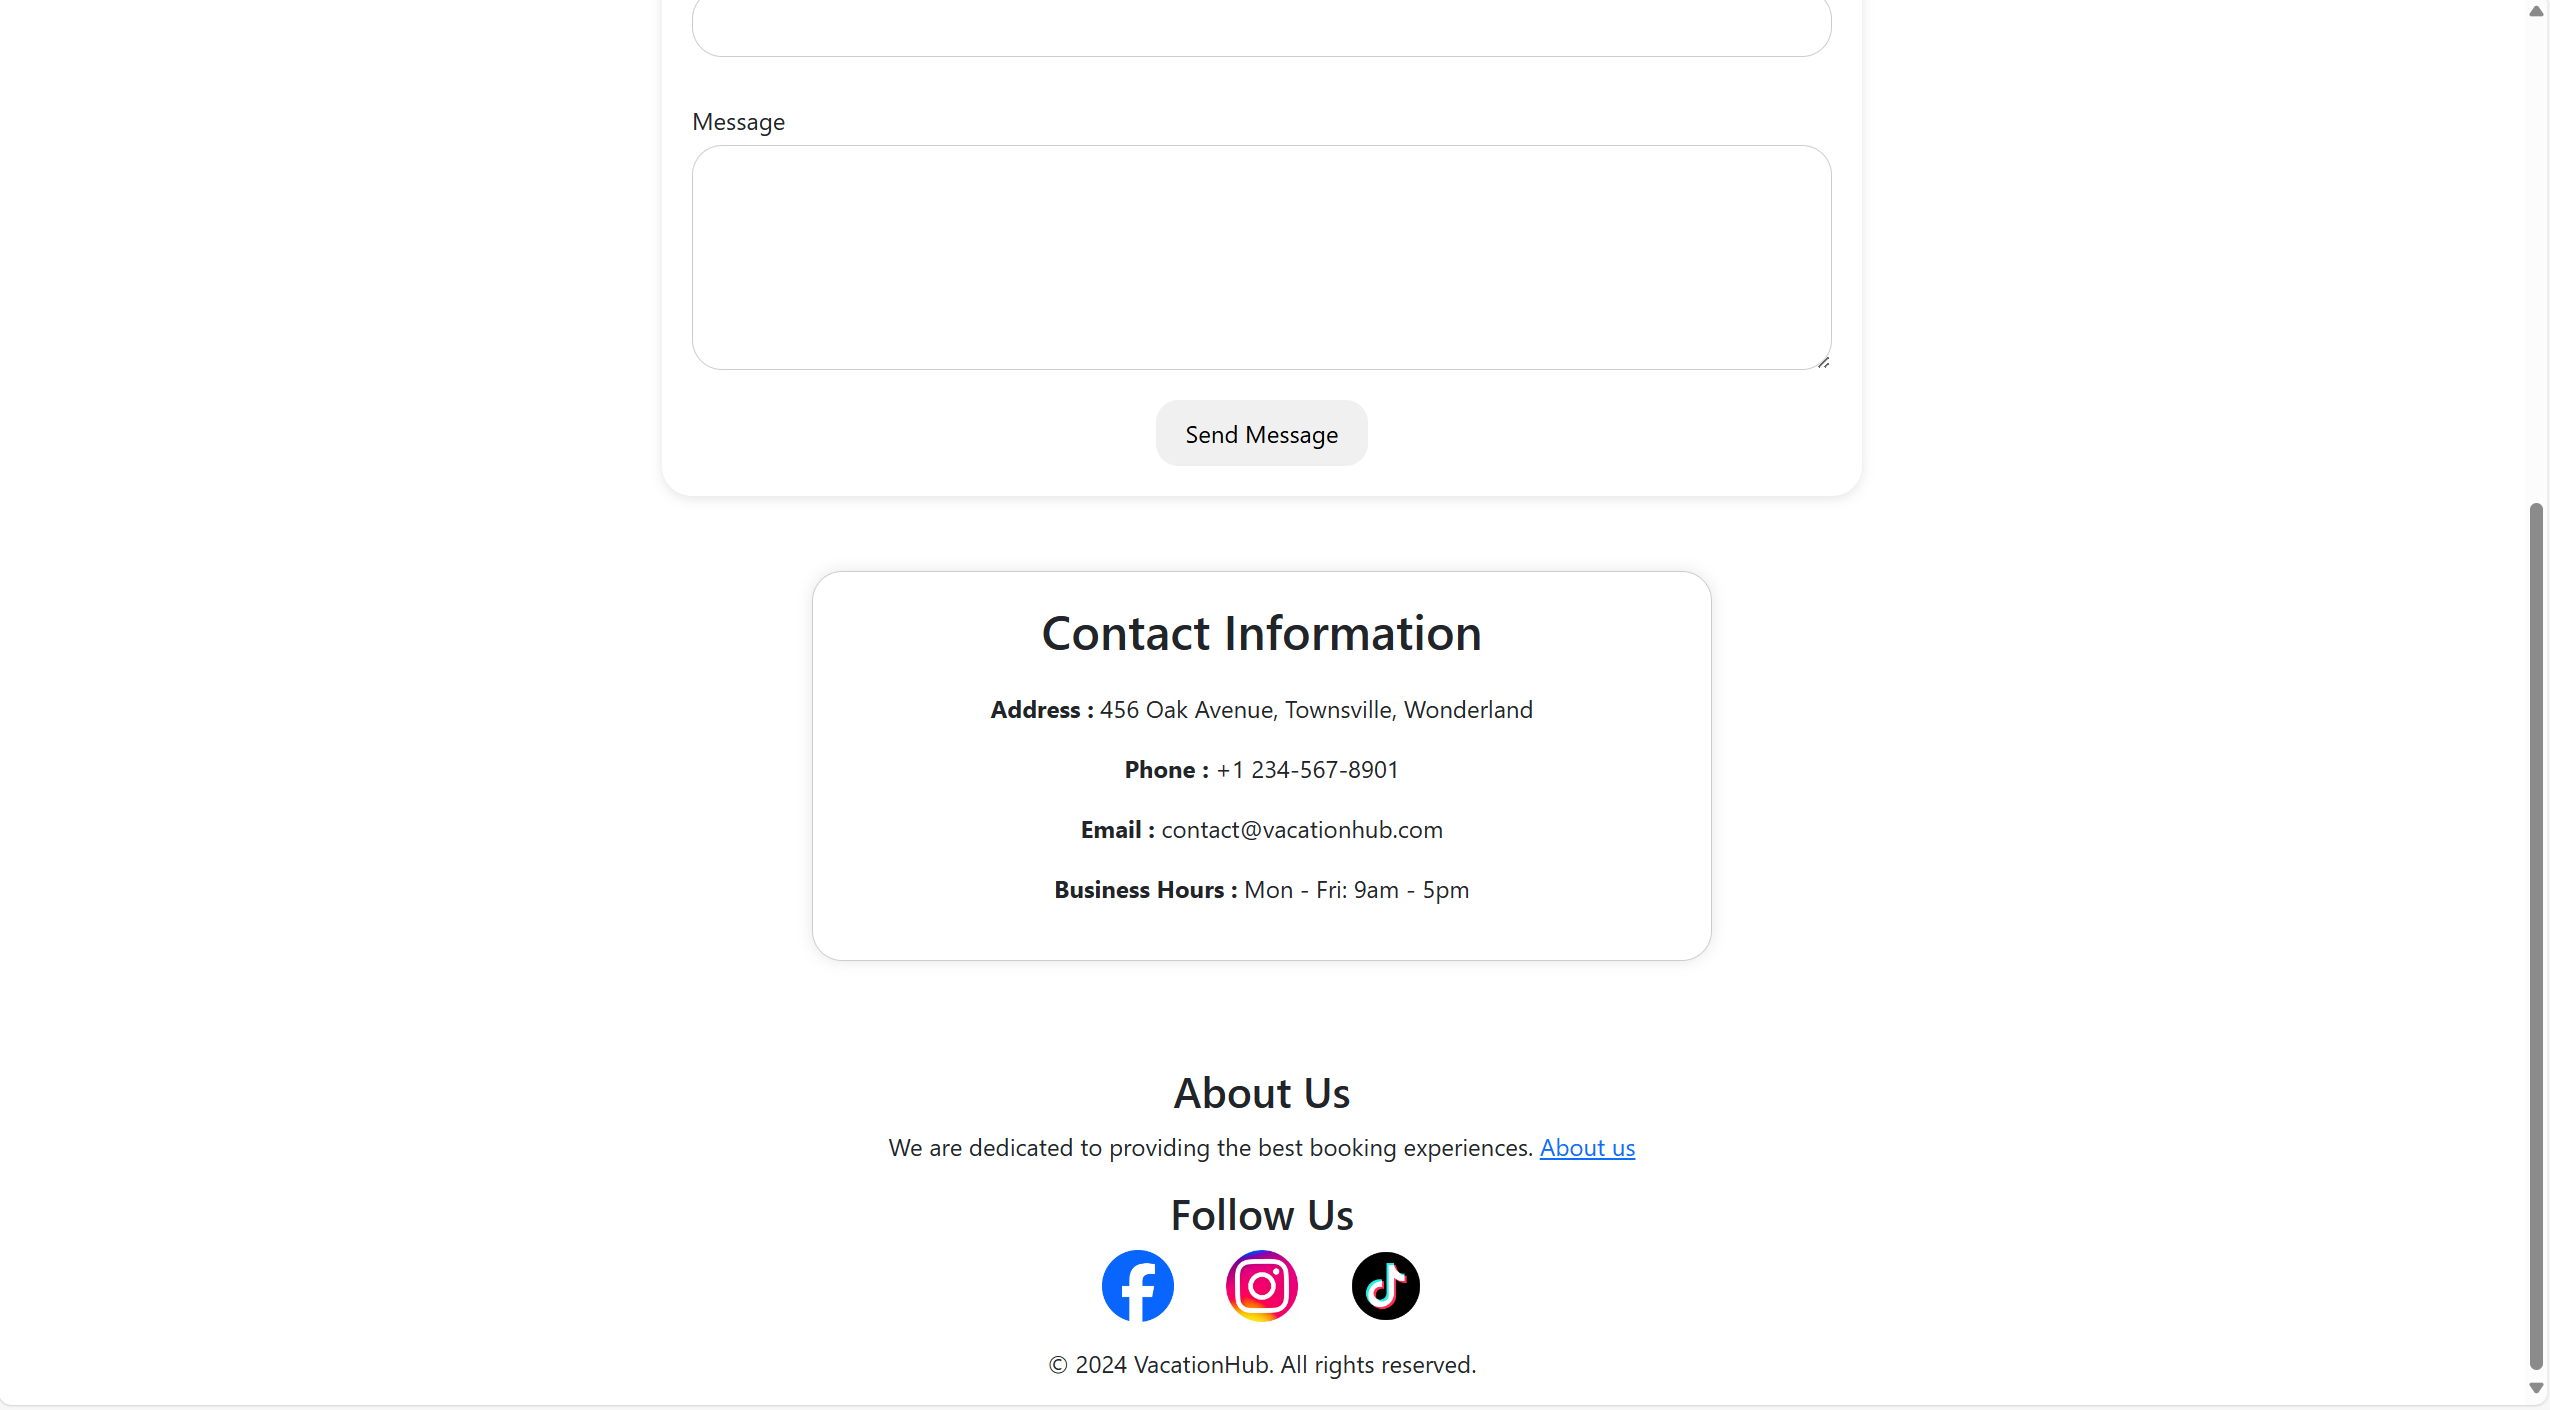 Message
Send Message
Contact Information
Address : 456 Oak Avenue, Townsville, Wonderland
Phone : +1 234-567-8901
Email : contact@vacationhub.com
Business Hours : Mon - Fri: 9am - 5pm
About Us
We are dedicated to providing the best booking experiences. About us
Follow Us
© 2024 VacationHub. All rights reserved.